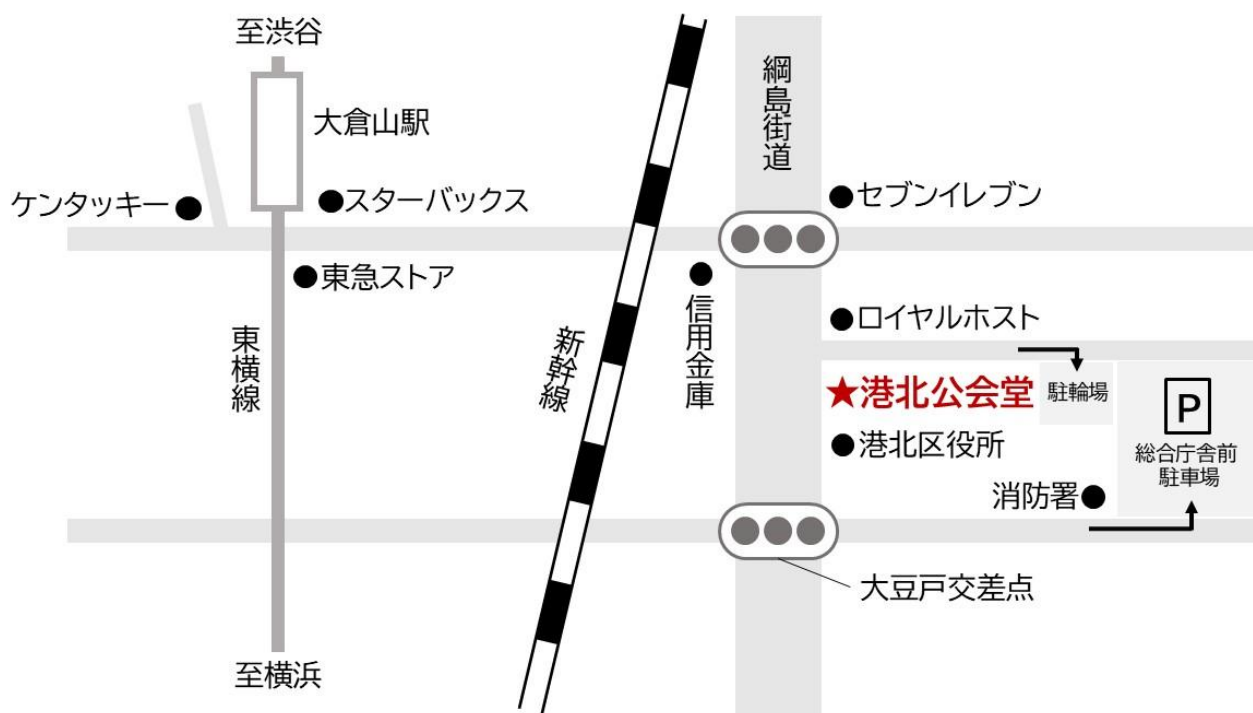 至渋谷
大倉山駅
綱島街道
ケンタッキー
スターバックス
セブンイレブン
東急ストア
信用金庫
ロイヤルホスト
東横線
新幹線
★港北公会堂
駐輪場
P
港北区役所
総合庁舎前
駐車場
消防署
大豆戸交差点
至横浜